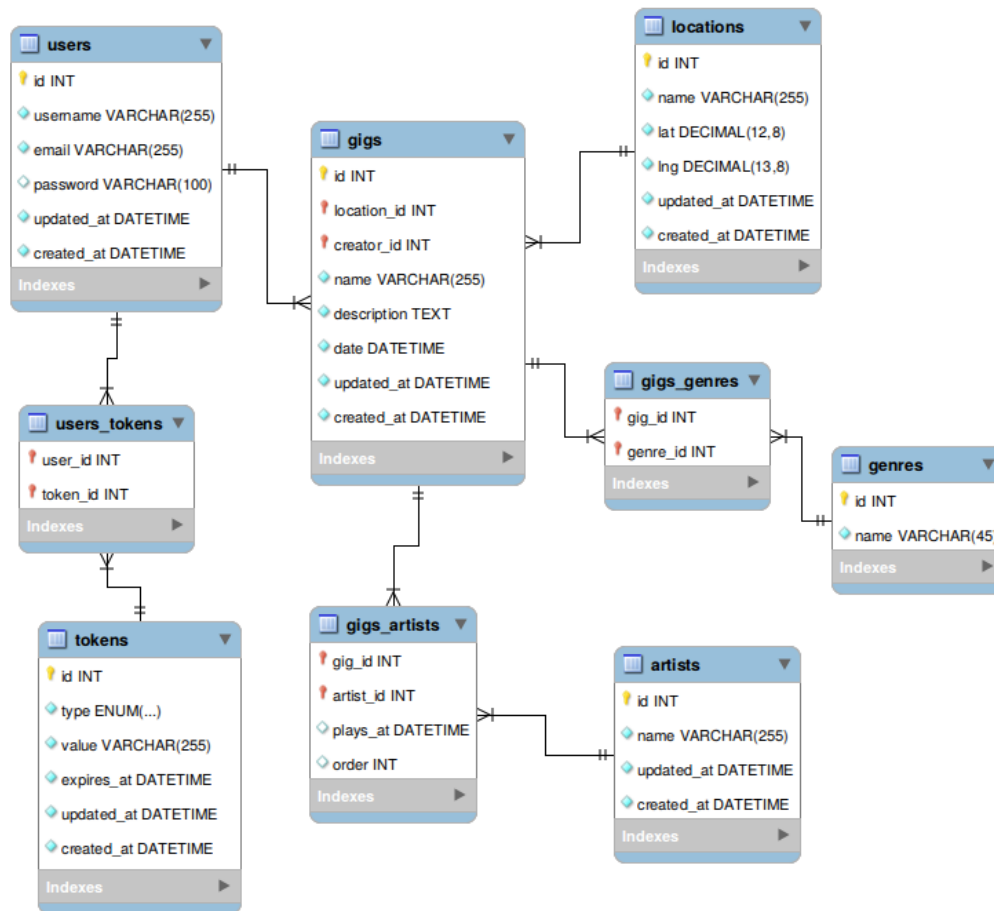 users
id INT
username VARCHAR(255)
email VARCHAR(255)
password VARCHAR(100)
updated_at DATETIME
created_at DATETIME
Indexes
gigs
id INT
location_id INT
creator_id INT
name VARCHAR(255)
description TEXT
date DATETIME
updated_at DATETIME
created_at DATETIME
Indexes
locations
id INT
name VARCHAR(255)
lat DECIMAL(12,8)
lng DECIMAL(13,8)
updated_at DATETIME
created_at DATETIME
Indexes
users_tokens
user_id INT
token_id INT
Indexes
gigs_genres
gig_id INT
genre_id INT
Indexes
genres
id INT
name VARCHAR(45)
Indexes
tokens
id INT
type ENUM(...)
value VARCHAR(255)
expires_at DATETIME
updated_at DATETIME
created_at DATETIME
Indexes
gigs_artists
gig_id INT
artist_id INT
plays_at DATETIME
order INT
Indexes
artists
id INT
name VARCHAR(255)
updated_at DATETIME
created_at DATETIME
Indexes